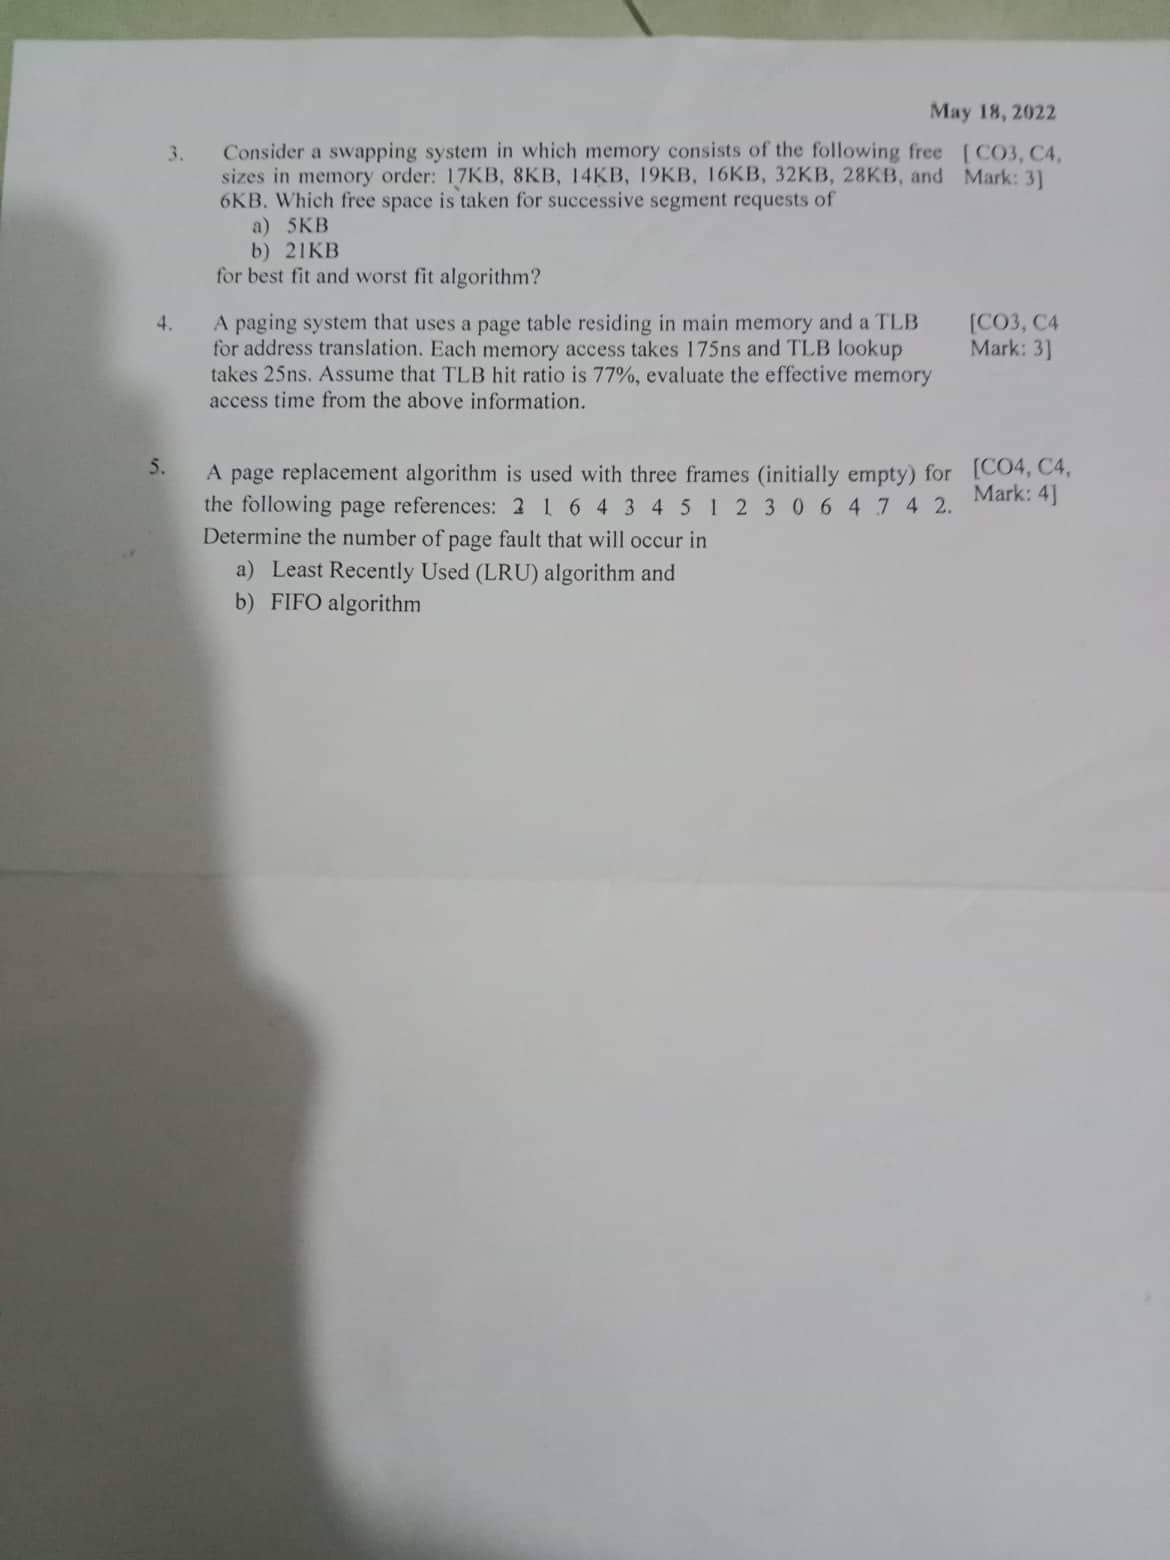 May 18, 2022
3. Consider a swapping system in which memory consists of the following free [ CO3, C4,
sizes in memory order: 17KB, 8KB, 14KB, 19KB, 16KB, 32KB, 28KB, and Mark: 3]
6KB. Which free space is taken for successive segment requests of
a) 5KB
b) 21KB
for best fit and worst fit algorithm?
4. A paging system that uses a page table residing in main memory and a TLB [CO3, C4
for address translation. Each memory access takes 175ns and TLB lookup Mark: 3]
takes 25ns. Assume that TLB hit ratio is 77%, evaluate the effective memory
access time from the above information.
5. A page replacement algorithm is used with three frames (initially empty) for [CO4, C4,
the following page references: 2 1 6 4 3 4 5 1 2 3 0 6 4 7 4 2. Mark: 4]
Determine the number of page fault that will occur in
a) Least Recently Used (LRU) algorithm and
b) FIFO algorithm